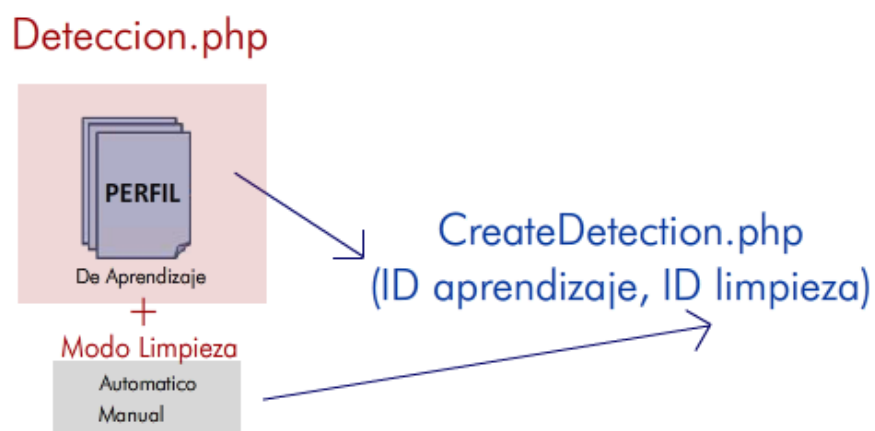 Deteccion.php
PERFIL
De Aprendizaje
+
Modo Limpieza
Automatico
Manual
CreateDetection.php
(ID aprendizaje, ID limpieza)